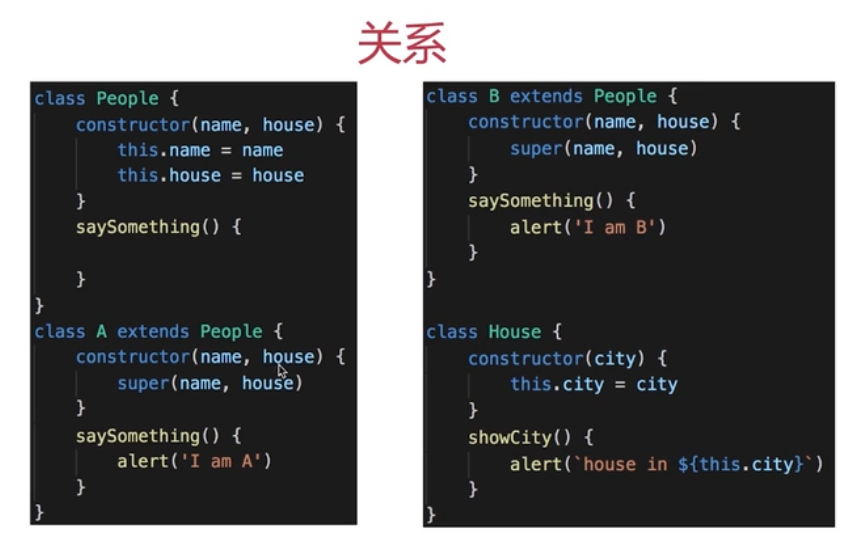 关系
class People {
    constructor(name, house) {
        this.name = name
        this.house = house
    }
    saySomething() {

    }
}
class A extends People {
    constructor(name, house) {
        super(name, house)
    }
    saySomething() {
        alert('I am A')
    }
}
class B extends People {
    constructor(name, house) {
        super(name, house)
    }
    saySomething() {
        alert('I am B')
    }
}

class House {
    constructor(city) {
        this.city = city
    }
    showCity() {
        alert(`house in ${this.city}`)
    }
}